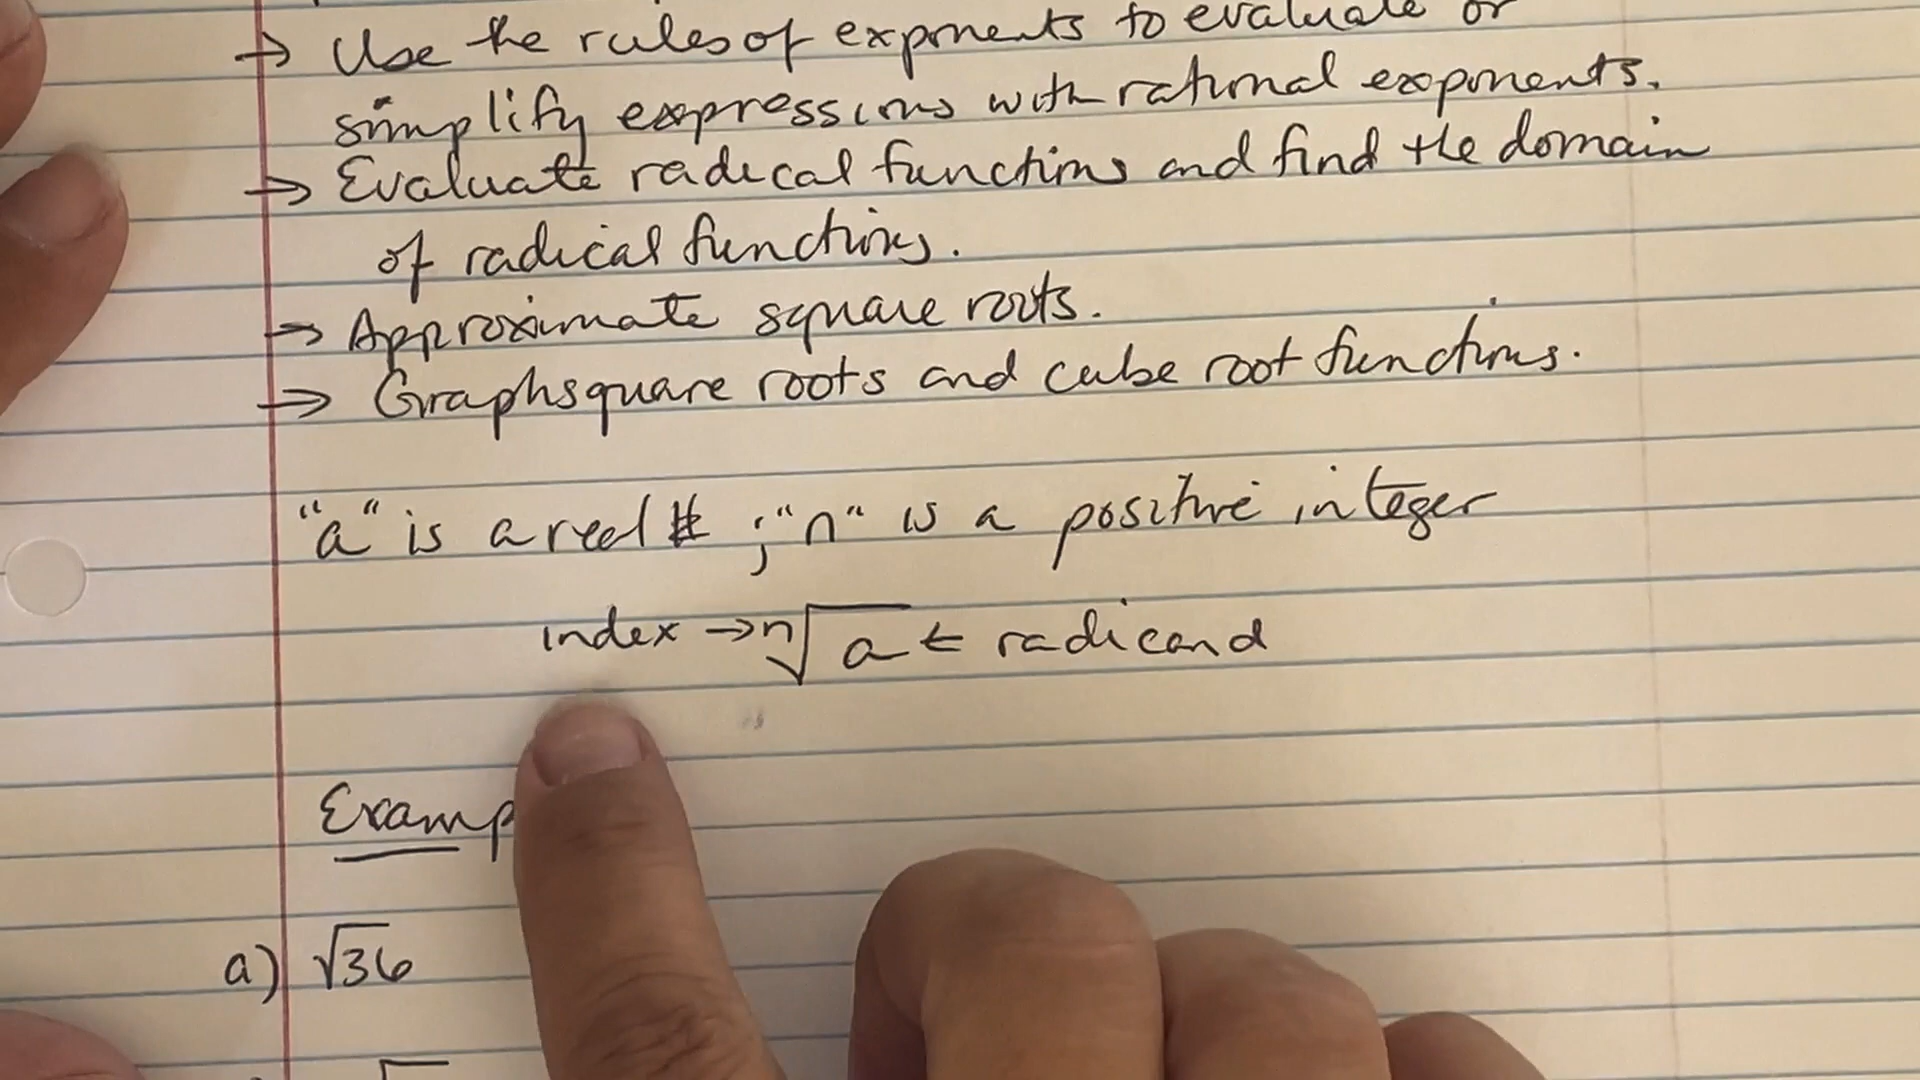 → Use the rules of exponents to evaluate or
simplify expressions with rational exponents.
→ Evaluate radical functions and find the domain
of radical functions.
→ Approximate square roots.
→ Graph square roots and cube root functions.
"a" is a real # ; "n" is a positive integer
index → ⁿ√a ← radicand
Examp
a) √36